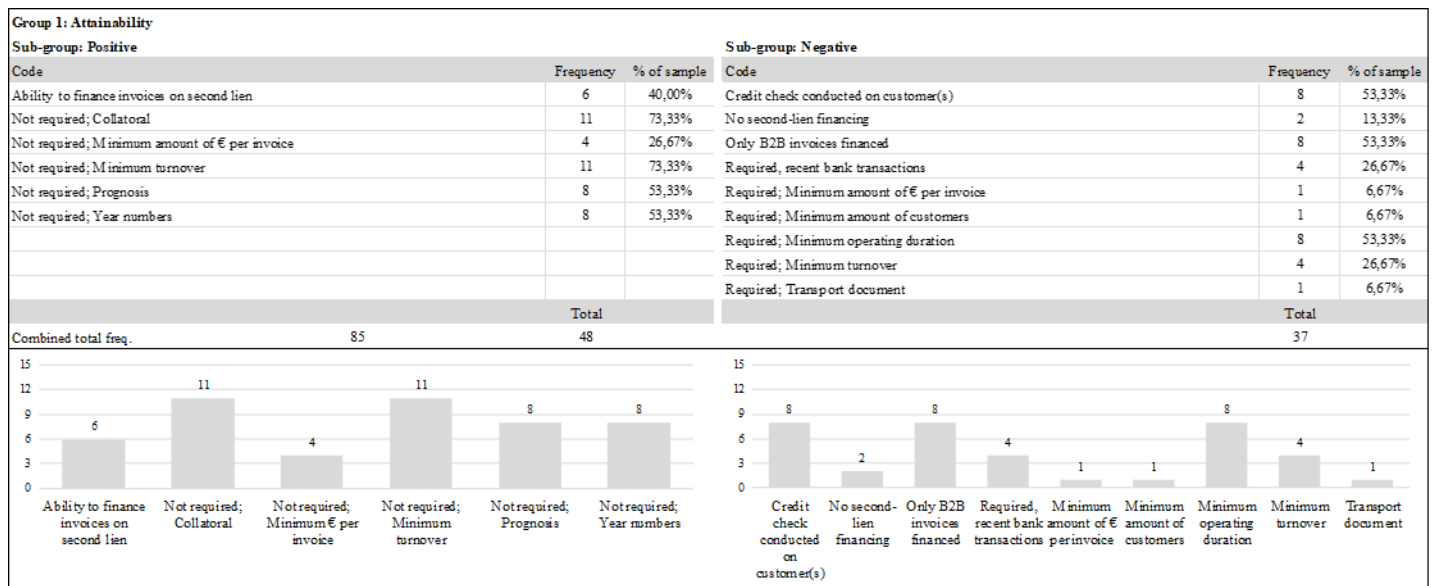 Group 1: Attainability
Sub-group: Positive
Code Frequency % of sample
Ability to finance invoices on second lien 6 40,00%
Not required; Collatoral 11 73,33%
Not required; Minimum amount of € per invoice 4 26,67%
Not required; Minimum turnover 11 73,33%
Not required; Prognosis 8 53,33%
Not required; Year numbers 8 53,33%
Total
Combined total freq. 85 48
Sub-group: Negative
Code Frequency % of sample
Credit check conducted on customer(s) 8 53,33%
No second-lien financing 2 13,33%
Only B2B invoices financed 8 53,33%
Required, recent bank transactions 4 26,67%
Required; Minimum amount of € per invoice 1 6,67%
Required; Minimum amount of customers 1 6,67%
Required; Minimum operating duration 8 53,33%
Required; Minimum turnover 4 26,67%
Required; Transport document 1 6,67%
Total
37
15
12
9
6
3
0
6 11 4 11 8 8
Ability to finance Not required; Not required; Not required; Not required; Not required;
invoices on Collatoral Minimum € per Minimum Prognosis Year numbers
second lien invoice turnover
15
12
9
6
3
0
8 2 8 4 1 1 8 4 1
Credit No second- Only B2B Required, Minimum Minimum Minimum Minimum Transport
check lien invoices recent bank amount of € amount of operating turnover document
conducted financing financed transactions per invoice customers duration
on
customer(s)